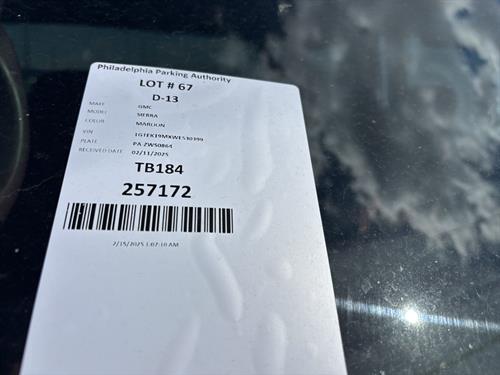 Philadelphia Parking Authority
LOT # 67
D-13
MAKE GMC
MODEL SIERRA
COLOR MAROON
VIN 1GTEK19MXWE530399
PLATE PA-ZW50864
RECEIVED DATE 02/11/2025
TB184
257172
2/15/2025 1:07:10 AM